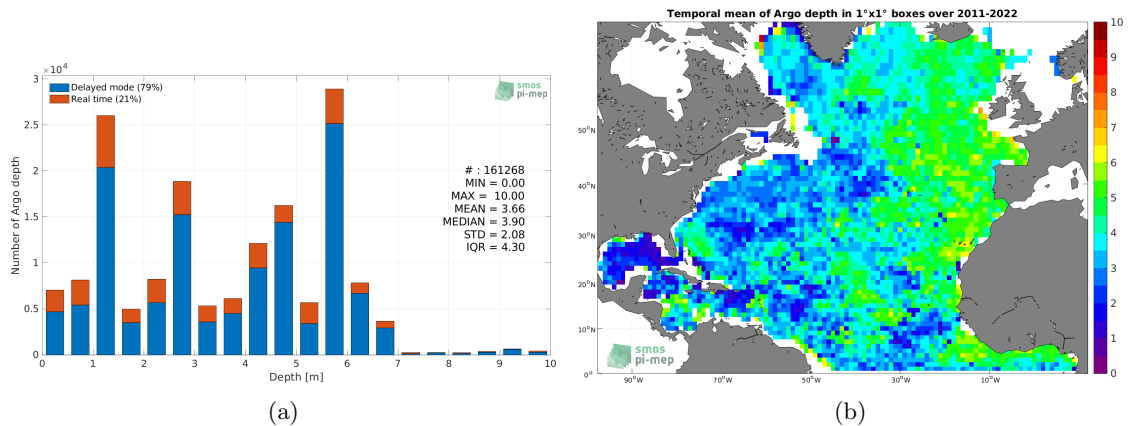 ×10⁴
3
2.5
2
1.5
1
0.5
0
Number of Argo depth
Delayed mode (79%)
Real time (21%)
smos
pi-mep
# : 161268
MIN = 0.00
MAX = 10.00
MEAN = 3.66
MEDIAN = 3.90
STD = 2.08
IQR = 4.30
0 1 2 3 4 5 6 7 8 9 10
Depth [m]
(a)
Temporal mean of Argo depth in 1°x1° boxes over 2011-2022
50°N
40°N
30°N
20°N
10°N
0°
90°W 70°W 50°W 30°W 10°W
smos
pi-mep
10
9
8
7
6
5
4
3
2
1
0
(b)